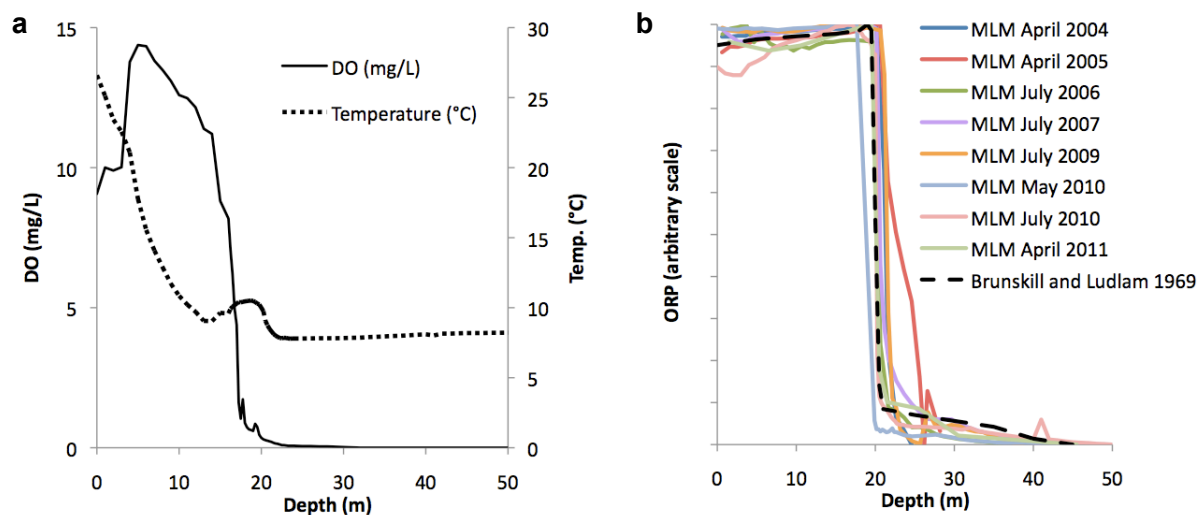 a
15
10
5
0
DO (mg/L)
DO (mg/L)
Temperature (°C)
30
25
20
15
10
5
0
Temp. (°C)
0 10 20 30 40 50
Depth (m)
b
ORP (arbitrary scale)
MLM April 2004
MLM April 2005
MLM July 2006
MLM July 2007
MLM July 2009
MLM May 2010
MLM July 2010
MLM April 2011
Brunskill and Ludlam 1969
0 10 20 30 40 50
Depth (m)